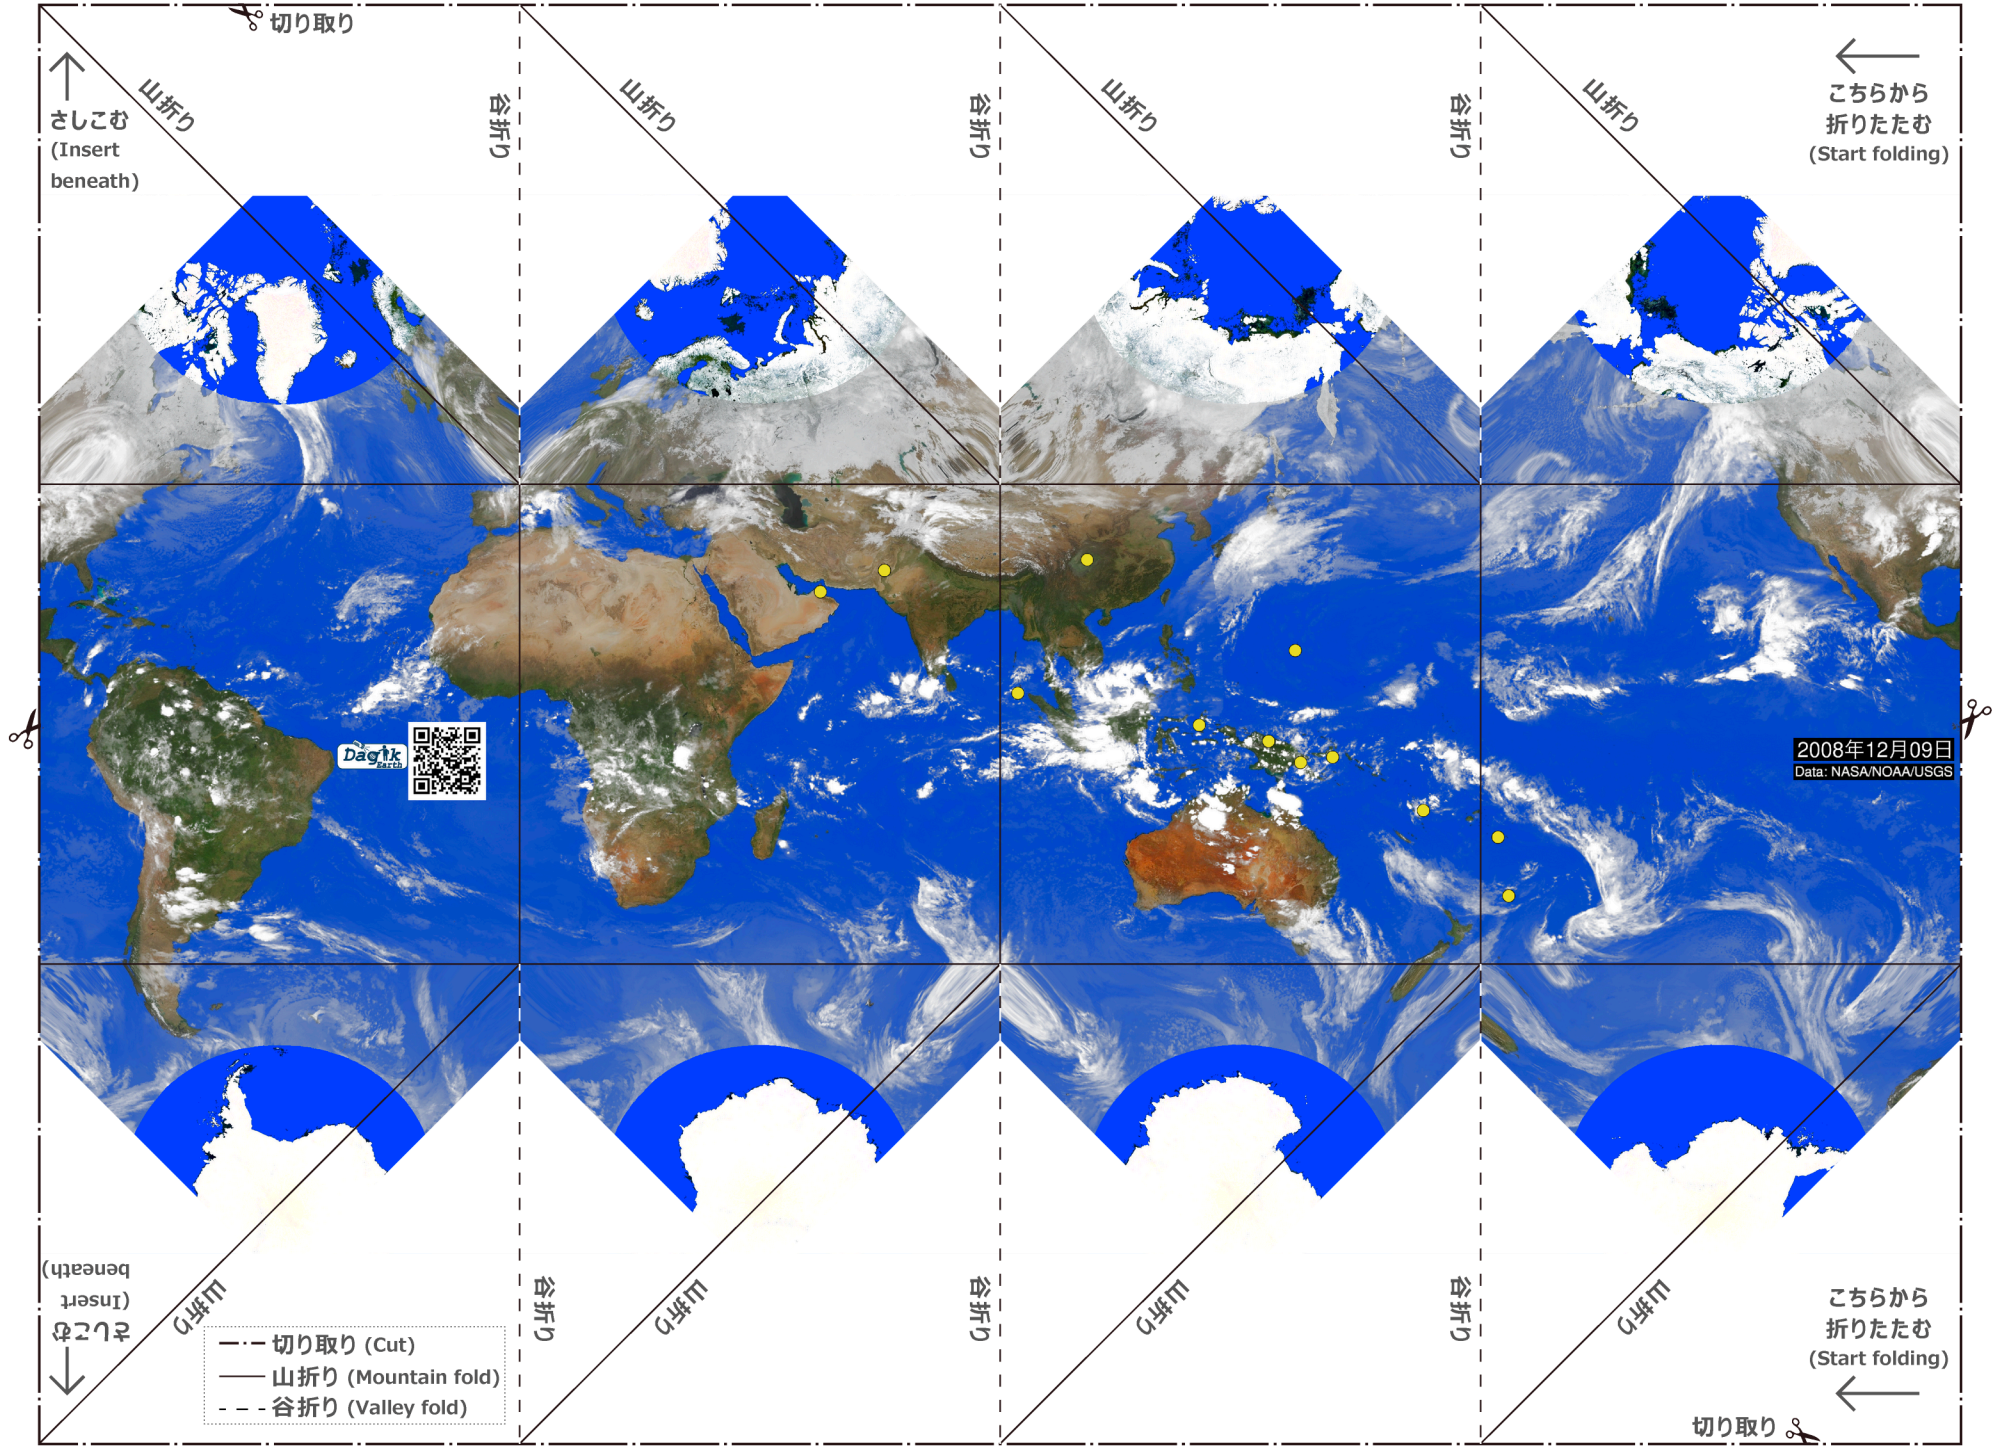 切り取り
さしこむ
(Insert
beneath)
山折り
谷折り
山折り
谷折り
山折り
谷折り
山折り
こちらから
折りたたむ
(Start folding)
Dagik
Earth
2008年12月09日
Data: NASA/NOAA/USGS
さしこむ
(Insert
beneath)
山折り
谷折り
山折り
谷折り
山折り
谷折り
山折り
こちらから
折りたたむ
(Start folding)
切り取り (Cut)
山折り (Mountain fold)
谷折り (Valley fold)
切り取り